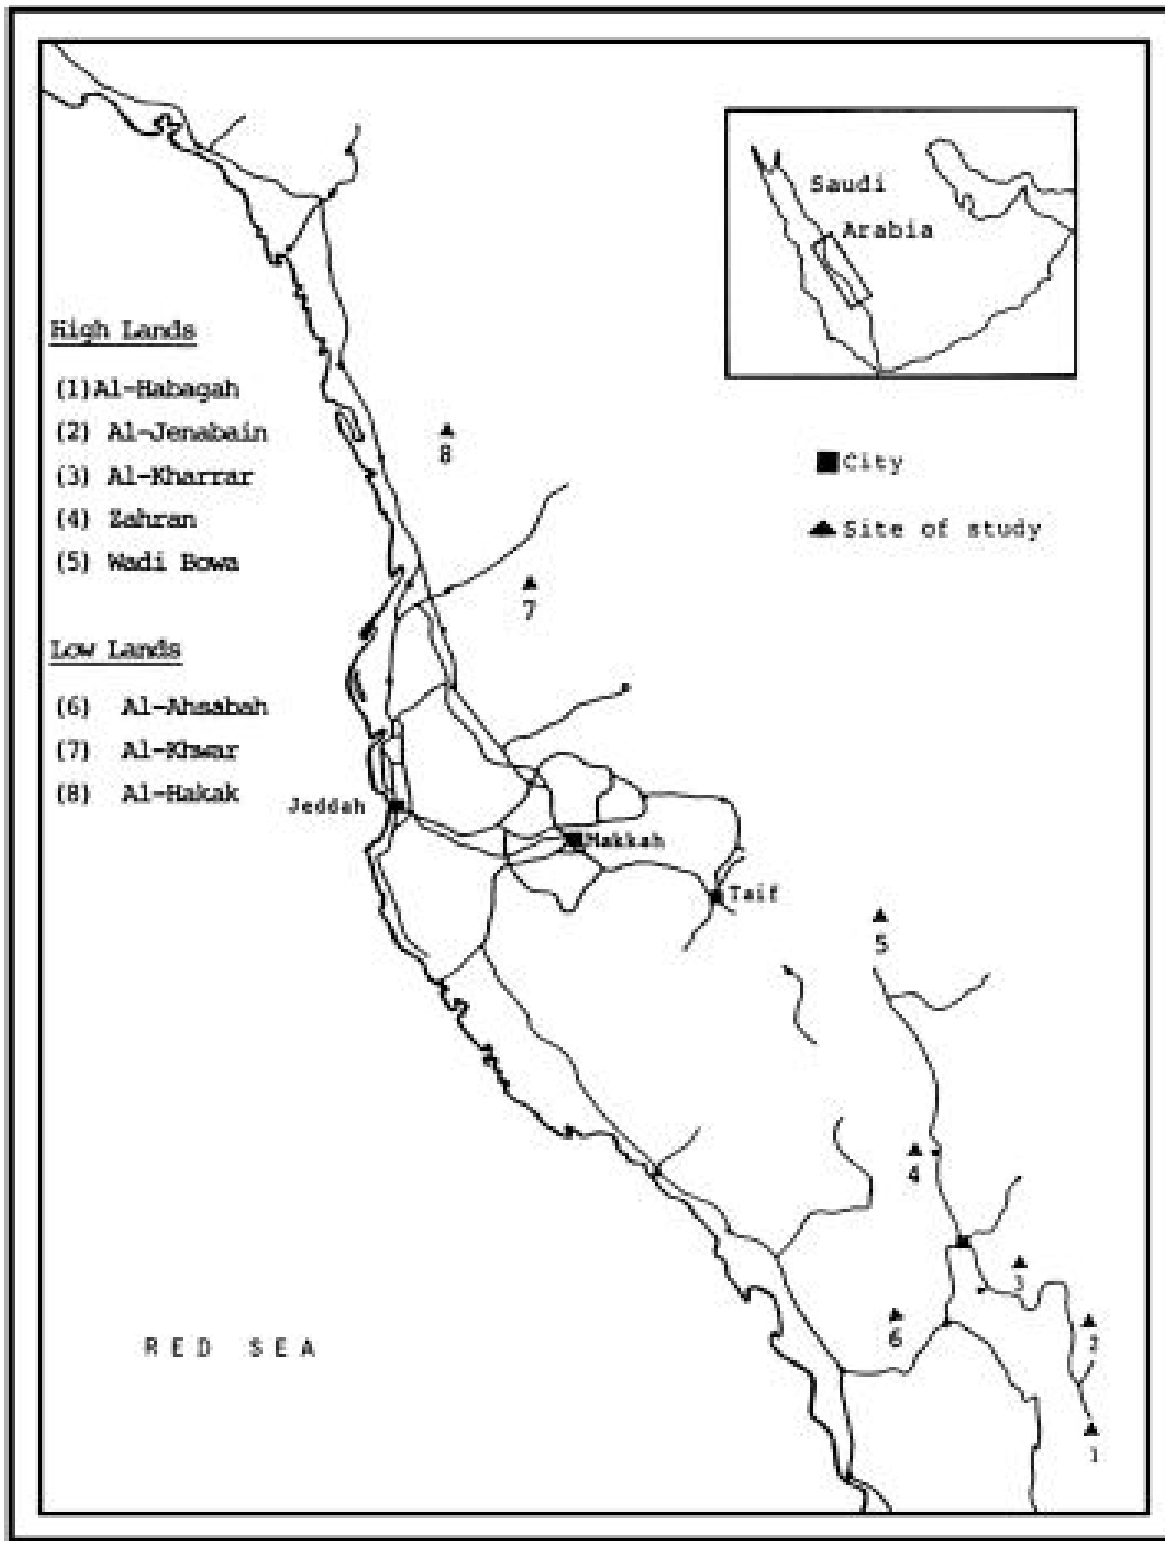 Saudi
Arabia
High Lands
(1)Al-Habagah
(2) Al-Jenabain
(3) Al-Kharrar
(4) Zahran
(5) Wadi Bowa
City
Site of study
8
7
Low Lands
(6) Al-Ahsabah
(7) Al-Khwar
(8) Al-Hakak
Jeddah
Makkah
Taif
5
4
3
6
2
1
RED SEA